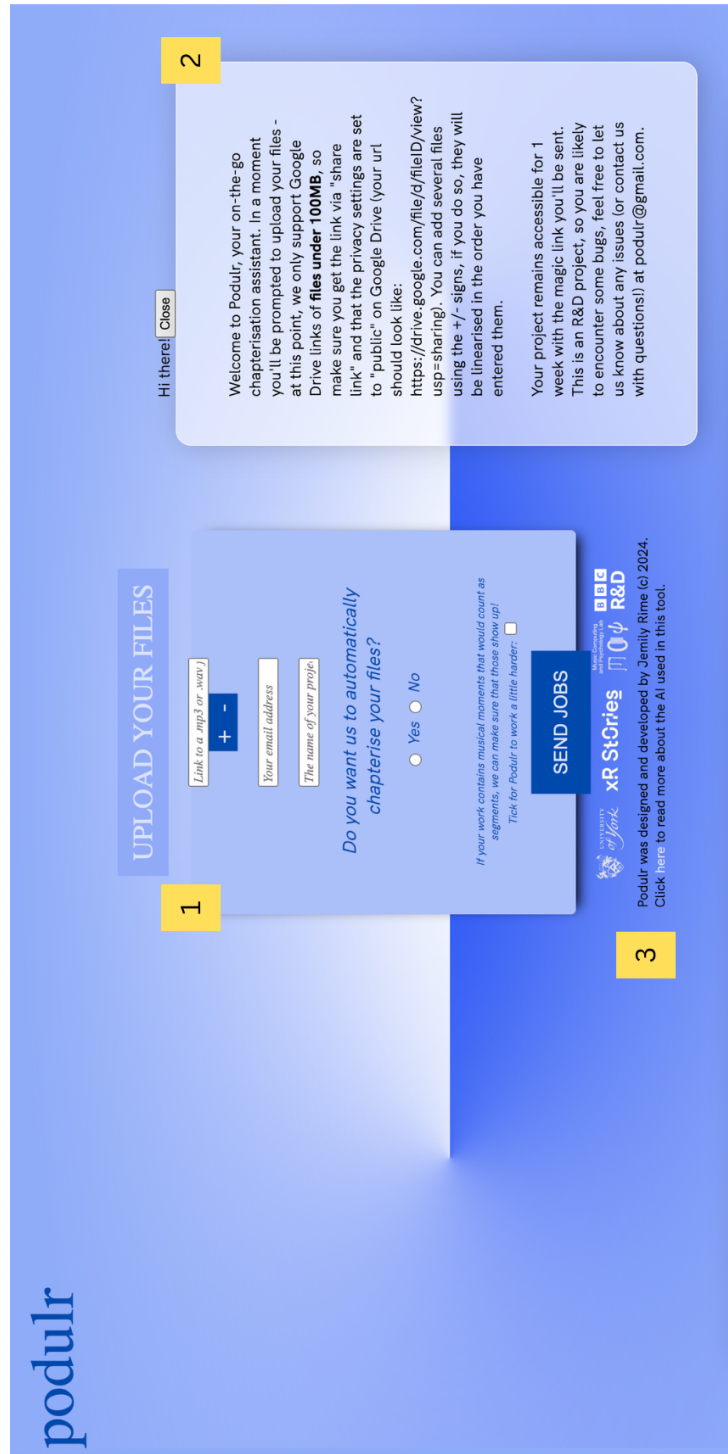 podulr
UPLOAD YOUR FILES
1
Link to a .mp3 or .wav
+ -
Your email address
The name of your proje
Do you want us to automatically
chapterise your files?
Yes No
If your work contains musical moments that would count as
segments, we can make sure that those show up!
Tick for Podulr to work a little harder:
SEND JOBS
UNIVERSITY
of York
xR StOries
Music Computing
and Psychology Lab
BBC
R&D
3
Podulr was designed and developed by Jemily Rime (c) 2024.
Click here to read more about the AI used in this tool.
Hi there! Close
2
Welcome to Podulr, your on-the-go
chapterisation assistant. In a moment
you'll be prompted to upload your files -
at this point, we only support Google
Drive links of files under 100MB, so
make sure you get the link via "share
link" and that the privacy settings are set
to "public" on Google Drive (your url
should look like:
https://drive.google.com/file/d/fileID/view?
usp=sharing). You can add several files
using the +/- signs, if you do so, they will
be linearised in the order you have
entered them.
Your project remains accessible for 1
week with the magic link you'll be sent.
This is an R&D project, so you are likely
to encounter some bugs, feel free to let
us know about any issues (or contact us
with questions!) at podulr@gmail.com.